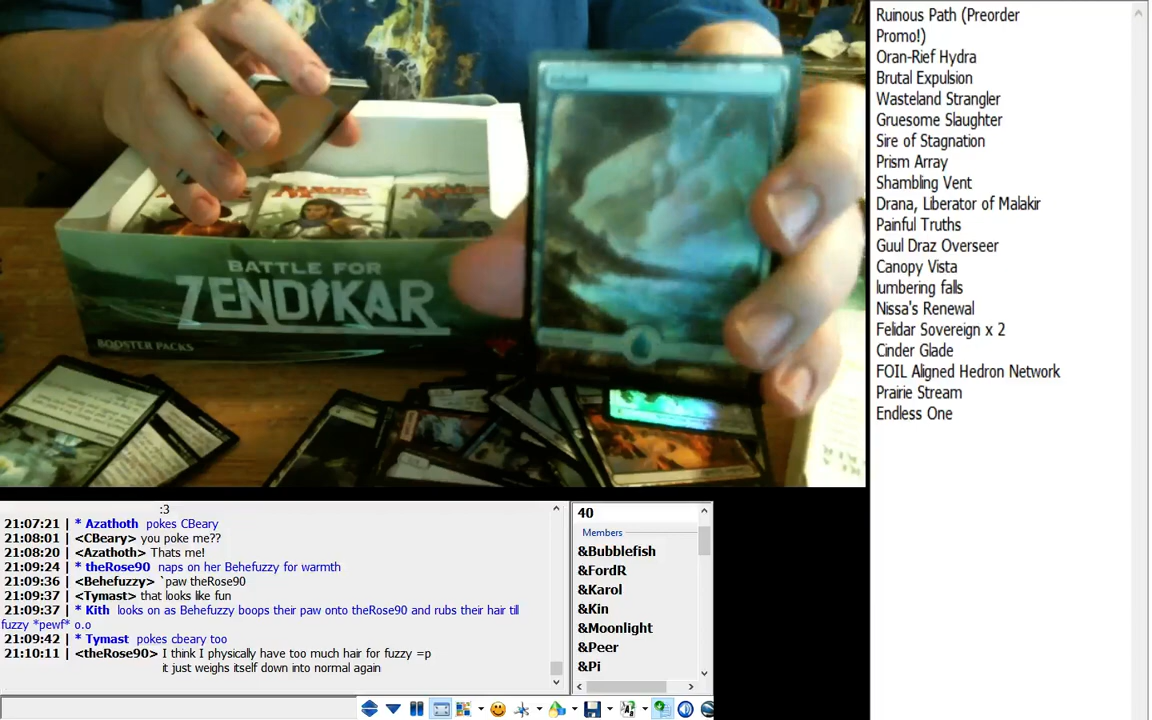 Ruinous Path (Preorder
Promo!)
Oran-Rief Hydra
Brutal Expulsion
Wasteland Strangler
Gruesome Slaughter
Sire of Stagnation
Prism Array
Shambling Vent
Drana, Liberator of Malakir
Painful Truths
Guul Draz Overseer
Canopy Vista
lumbering falls
Nissa's Renewal
Felidar Sovereign x 2
Cinder Glade
FOIL Aligned Hedron Network
Prairie Stream
Endless One
MAGIC
BATTLE FOR
ZENDIKAR
BOOSTER PACKS
:3
21:07:21 | * Azathoth pokes CBeary
21:08:01 | <CBeary> you poke me??
21:08:20 | <Azathoth> Thats me!
21:09:24 | * theRose90 naps on her Behefuzzy for warmth
21:09:36 | <Behefuzzy> `paw theRose90
21:09:37 | <Tymast> that looks like fun
21:09:37 | * Kith looks on as Behefuzzy boops their paw onto theRose90 and rubs their hair till
fuzzy *pewf* o.o
21:09:42 | * Tymast pokes cbeary too
21:10:11 | <theRose90> I think I physically have too much hair for fuzzy =p
it just weighs itself down into normal again
40
Members
&Bubblefish
&FordR
&Karol
&Kin
&Moonlight
&Peer
&Pi